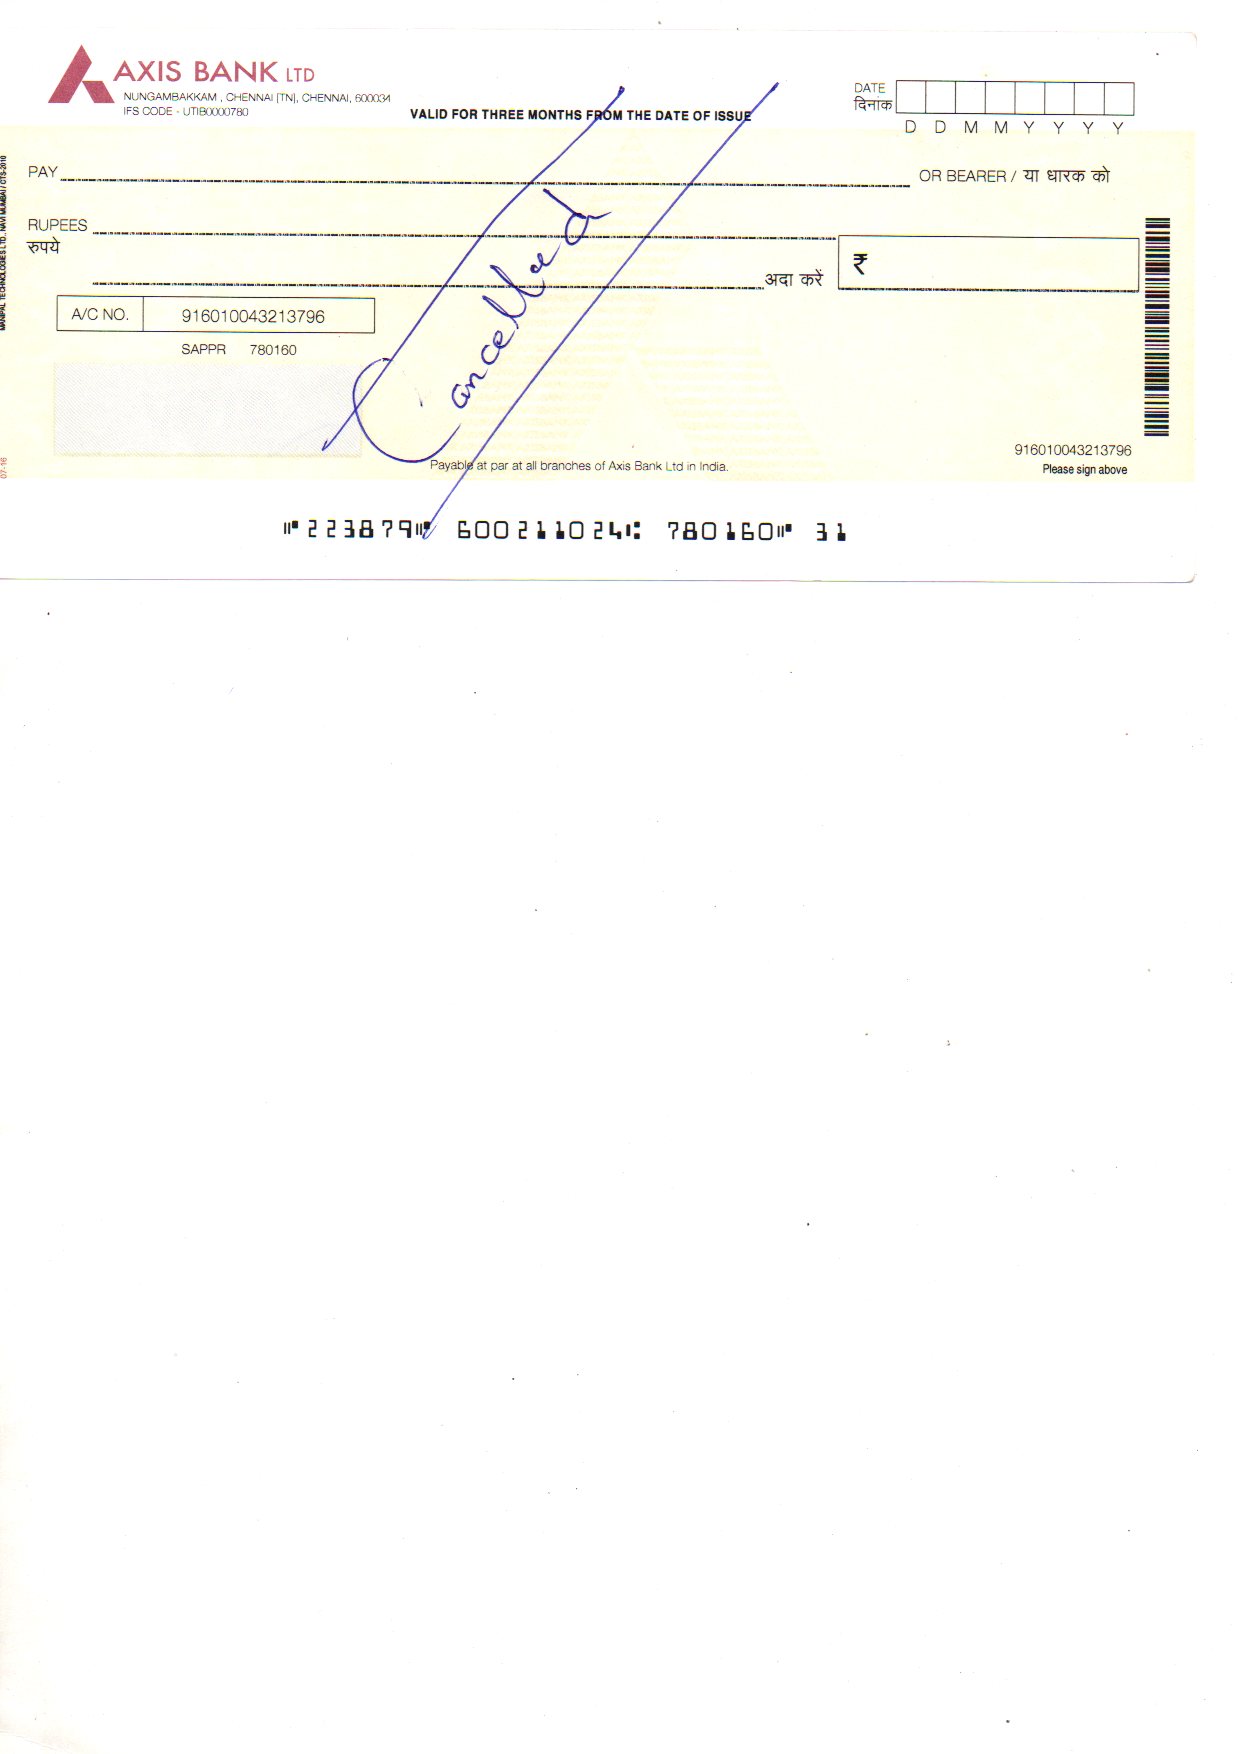 AXIS BANK LTD
NUNGAMBAKKAM , CHENNAI [TN], CHENNAI, 600034
IFS CODE - UTIB0000780
VALID FOR THREE MONTHS FROM THE DATE OF ISSUE
DATE
दिनांक
D D M M Y Y Y Y
PAY
OR BEARER / या धारक को
RUPEES
रुपये
अदा करें
₹
A/C NO. 916010043213796
SAPPR 780160
Cancelled
MANIPAL TECHNOLOGIES LTD., NAVI MUMBAI / CTS-2010
07-16
916010043213796
Please sign above
Payable at par at all branches of Axis Bank Ltd in India.
⑈223879⑈ 600211024⑆ 780160⑈ 31